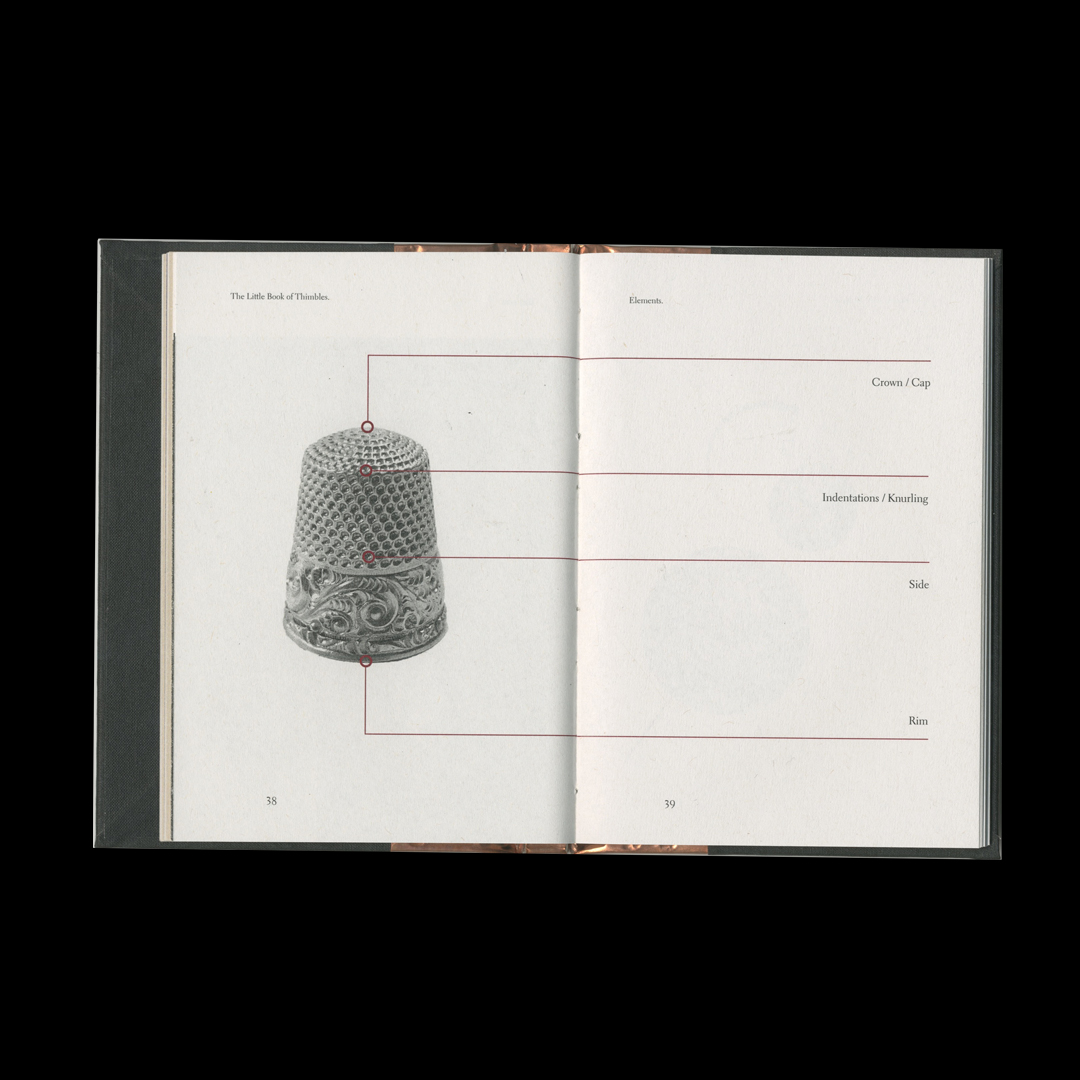 The Little Book of Thimbles.
38
Elements.
Crown / Cap
Indentations / Knurling
Side
Rim
39